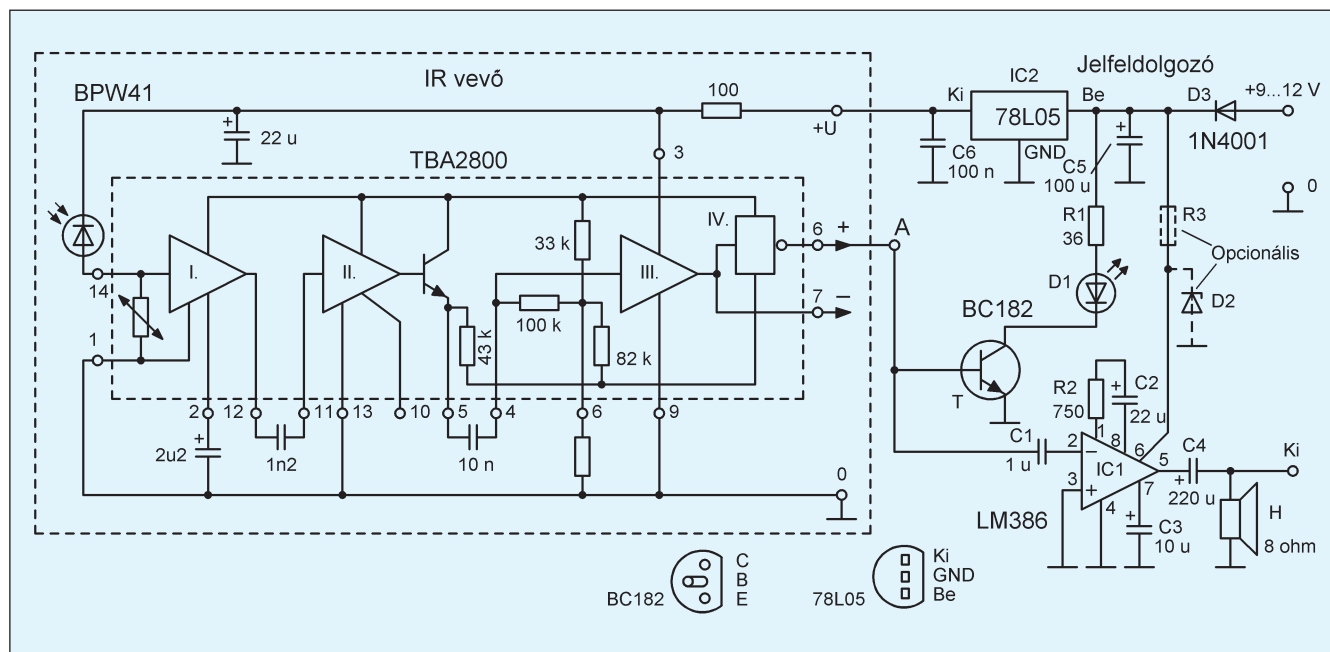 IR vevő
BPW41
22 u
100
+U
TBA2800
3
14
1
I.
II.
III.
IV.
33 k
100 k
43 k
82 k
6
+
7
−
2
12
11
13
10
5
4
6
9
2u2
1n2
10 n
0
Jelfeldolgozó
IC2
Ki
78L05
Be
GND
C6
100 n
C5
100 u
D3
+9...12 V
1N4001
0
A
R1
36
R3
Opcionális
D1
D2
BC182
T
R2
750
C2
22 u
C1
1 u
1
8
2
−
6
5
3
+
IC1
7
4
C4
+
220 u
Ki
LM386
C3
10 u
H
8 ohm
BC182
C
B
E
78L05
Ki
GND
Be